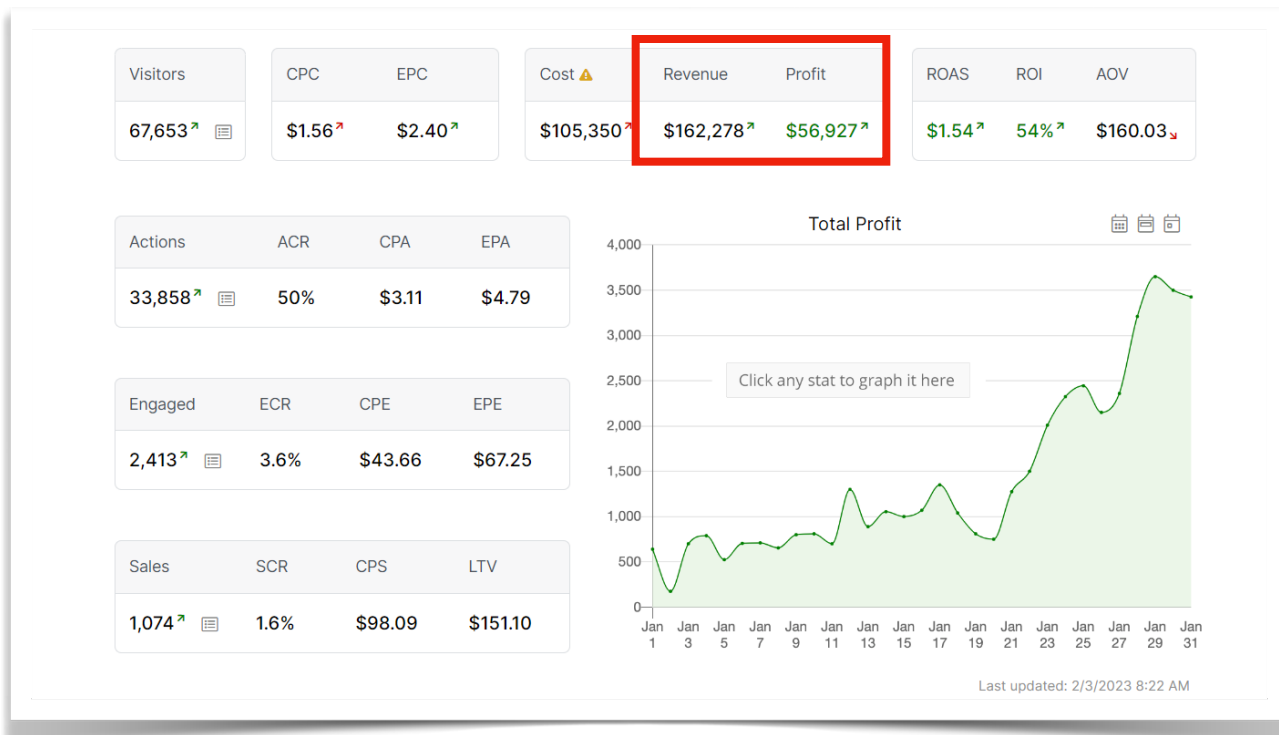 Visitors
67,653
CPC EPC
$1.56 $2.40
Cost Revenue Profit
$105,350 $162,278 $56,927
ROAS ROI AOV
$1.54 54% $160.03
Actions ACR CPA EPA
33,858 50% $3.11 $4.79
Engaged ECR CPE EPE
2,413 3.6% $43.66 $67.25
Sales SCR CPS LTV
1,074 1.6% $98.09 $151.10
Total Profit
4,000
3,500
3,000
2,500
2,000
1,500
1,000
500
0
Click any stat to graph it here
Jan Jan Jan Jan Jan Jan Jan Jan Jan Jan Jan Jan Jan Jan Jan Jan
1 3 5 7 9 11 13 15 17 19 21 23 25 27 29 31
Last updated: 2/3/2023 8:22 AM